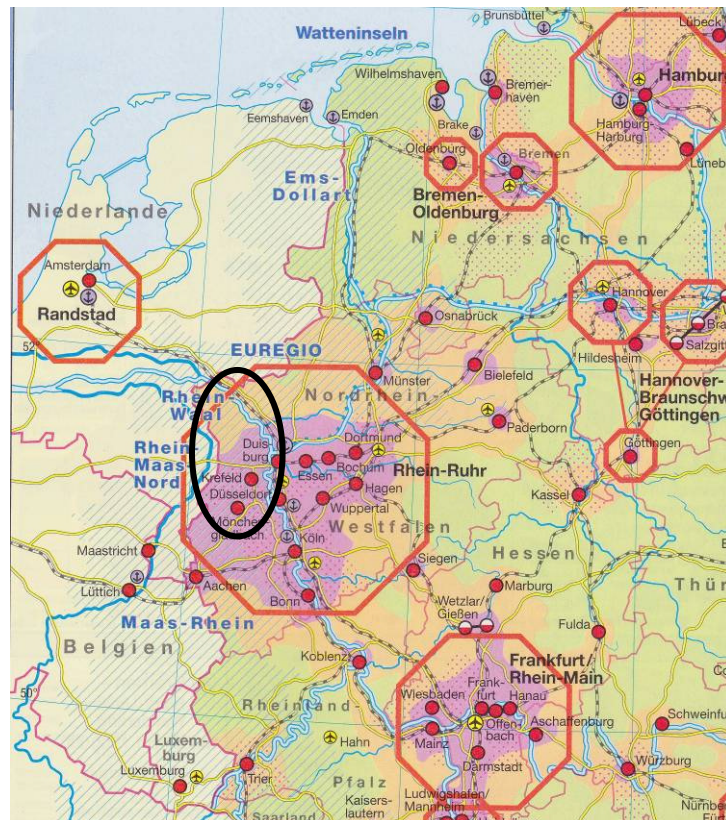 Watteninseln
Brunsbüttel
Lübeck
Wilhelmshaven
Bremer-
haven
Hamburg
Hamburg-
Harburg
Eemshaven
Emden
Brake
Oldenburg
Bremen
Lüneb
Ems-
Dollart
Bremen-
Oldenburg
Niederlande
Niedersachsen
Amsterdam
Randstad
Hannover
Osnabrück
Bra
Salzgit
52°
EUREGIO
Hildesheim
Münster
Bielefeld
Hannover-
Braunschw
Göttingen
Rhein-
Waal
Nordrhein-
Paderborn
Göttingen
Rhein-
Maas-
Nord
Duis-
burg
Dortmund
Essen
Bochum
Rhein-Ruhr
Krefeld
Düsseldorf
Hagen
Kassel
Mönchen-
gladbach
Wuppertal
Westfalen
Maastricht
Köln
Hessen
Aachen
Siegen
Lüttich
Bonn
Marburg
Thür
Wetzlar/
Gießen
Maas-Rhein
Fulda
Belgien
Koblenz
Frankfurt/
Rhein-Main
50°
Wiesbaden
Frank-
furt
Hanau
Rheinland-
Offen-
bach
Aschaffenburg
Schweinfu
Mainz
Luxem-
burg
Hahn
Darmstadt
Luxemburg
Trier
Würzburg
Pfalz
Ludwigshafen/
Mannheim
Kaisers-
lautern
Saarland
Nürnbe